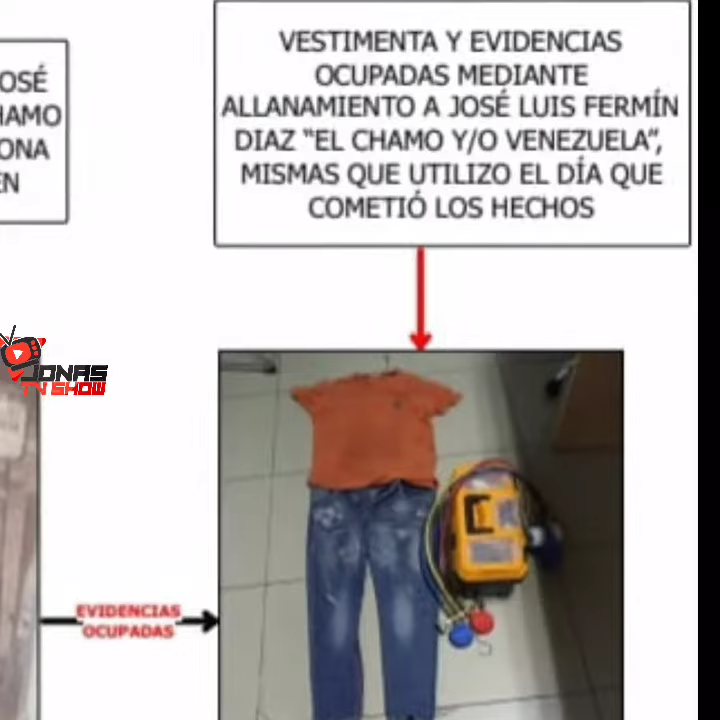 OSÉ
HAMO
ONA
EN
VESTIMENTA Y EVIDENCIAS
OCUPADAS MEDIANTE
ALLANAMIENTO A JOSÉ LUIS FERMÍN
DIAZ “EL CHAMO Y/O VENEZUELA”,
MISMAS QUE UTILIZO EL DÍA QUE
COMETIÓ LOS HECHOS
JONAS
TV SHOW
EVIDENCIAS
OCUPADAS